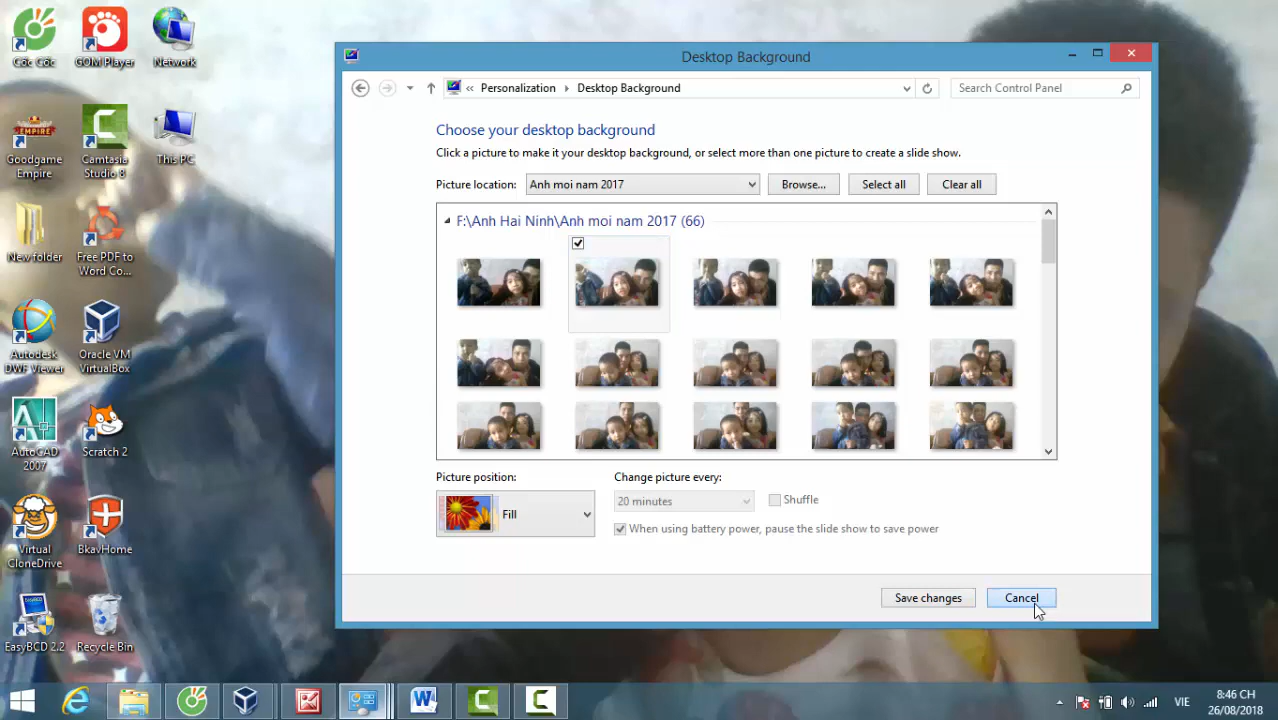 Cốc Cốc
GOM Player
Network
Goodgame
Empire
Camtasia
Studio 8
This PC
New folder
Free PDF to
Word Co...
Autodesk
DWF Viewer
Oracle VM
VirtualBox
AutoCAD
2007
Scratch 2
Virtual
CloneDrive
BkavHome
EasyBCD 2.2
Recycle Bin
Desktop Background
Personalization
Desktop Background
Search Control Panel
Choose your desktop background
Click a picture to make it your desktop background, or select more than one picture to create a slide show.
Picture location:
Anh moi nam 2017
Browse...
Select all
Clear all
F:\Anh Hai Ninh\Anh moi nam 2017 (66)
Picture position:
Change picture every:
Fill
20 minutes
Shuffle
When using battery power, pause the slide show to save power
Save changes
Cancel
VIE
8:46 CH
26/08/2018